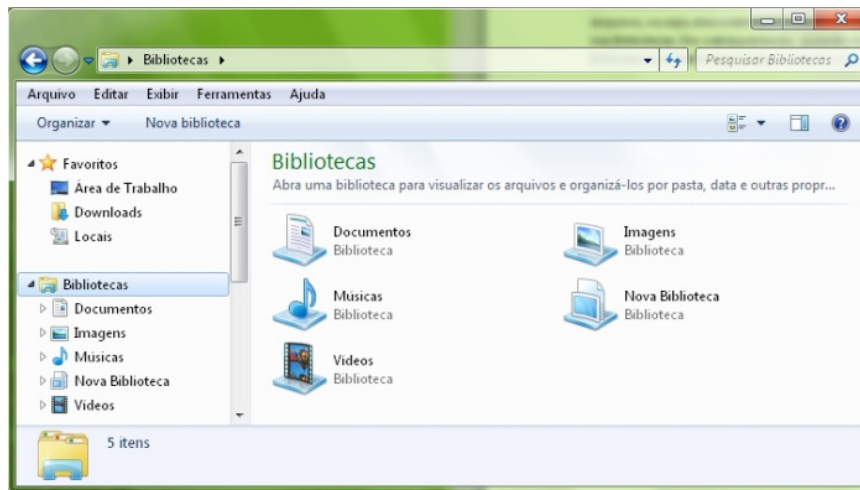 Bibliotecas
Pesquisar Bibliotecas
Arquivo Editar Exibir Ferramentas Ajuda
Organizar Nova biblioteca
Favoritos
Área de Trabalho
Downloads
Locais
Bibliotecas
Documentos
Imagens
Músicas
Nova Biblioteca
Vídeos
Bibliotecas
Abra uma biblioteca para visualizar os arquivos e organizá-los por pasta, data e outras propr...
Documentos
Biblioteca
Imagens
Biblioteca
Músicas
Biblioteca
Nova Biblioteca
Biblioteca
Vídeos
Biblioteca
5 itens